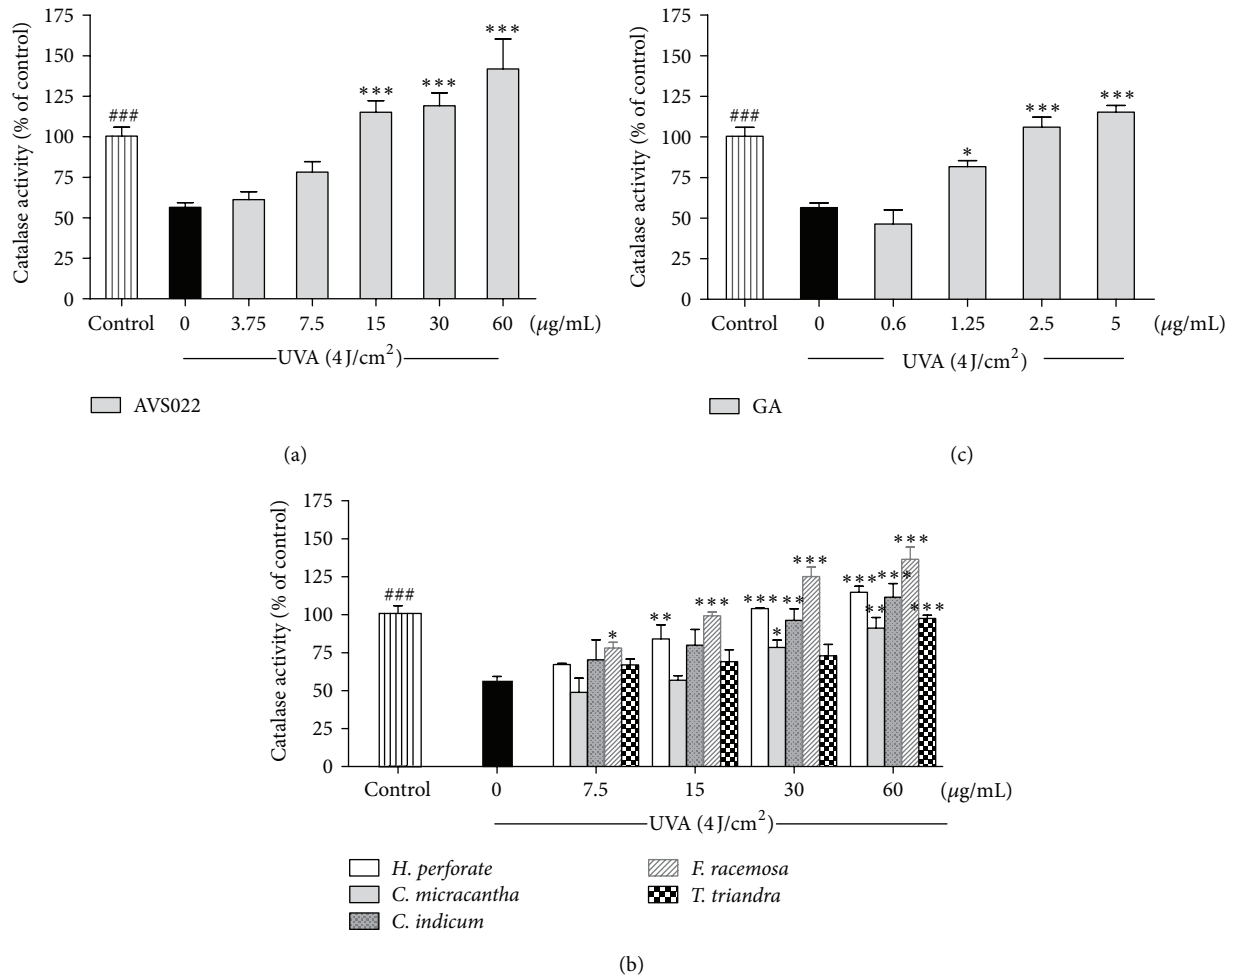 Catalase activity (% of control)
175
150
125
100
75
50
25
0
###
***
***
***
Control 0 3.75 7.5 15 30 60 (μg/mL)
UVA (4 J/cm²)
AVS022
(a)
Catalase activity (% of control)
175
150
125
100
75
50
25
0
###
*
***
***
Control 0 0.6 1.25 2.5 5 (μg/mL)
UVA (4 J/cm²)
GA
(c)
Catalase activity (% of control)
175
150
125
100
75
50
25
0
###
*
** ***
*** * ** ***
*** ** *** *** ***
Control 0 7.5 15 30 60 (μg/mL)
UVA (4 J/cm²)
H. perforate
C. micracantha
C. indicum
F. racemosa
T. triandra
(b)